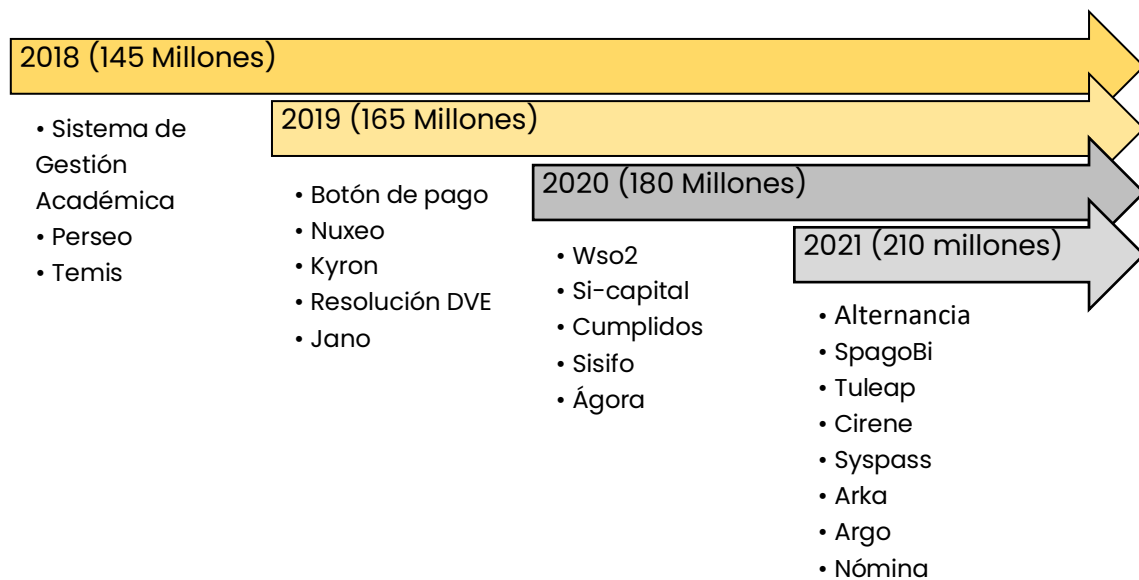 2018 (145 Millones)
• Sistema de
Gestión
Académica
• Perseo
• Temis
2019 (165 Millones)
• Botón de pago
• Nuxeo
• Kyron
• Resolución DVE
• Jano
2020 (180 Millones)
• Wso2
• Si-capital
• Cumplidos
• Sisifo
• Ágora
2021 (210 millones)
• Alternancia
• SpagoBi
• Tuleap
• Cirene
• Syspass
• Arka
• Argo
• Nómina